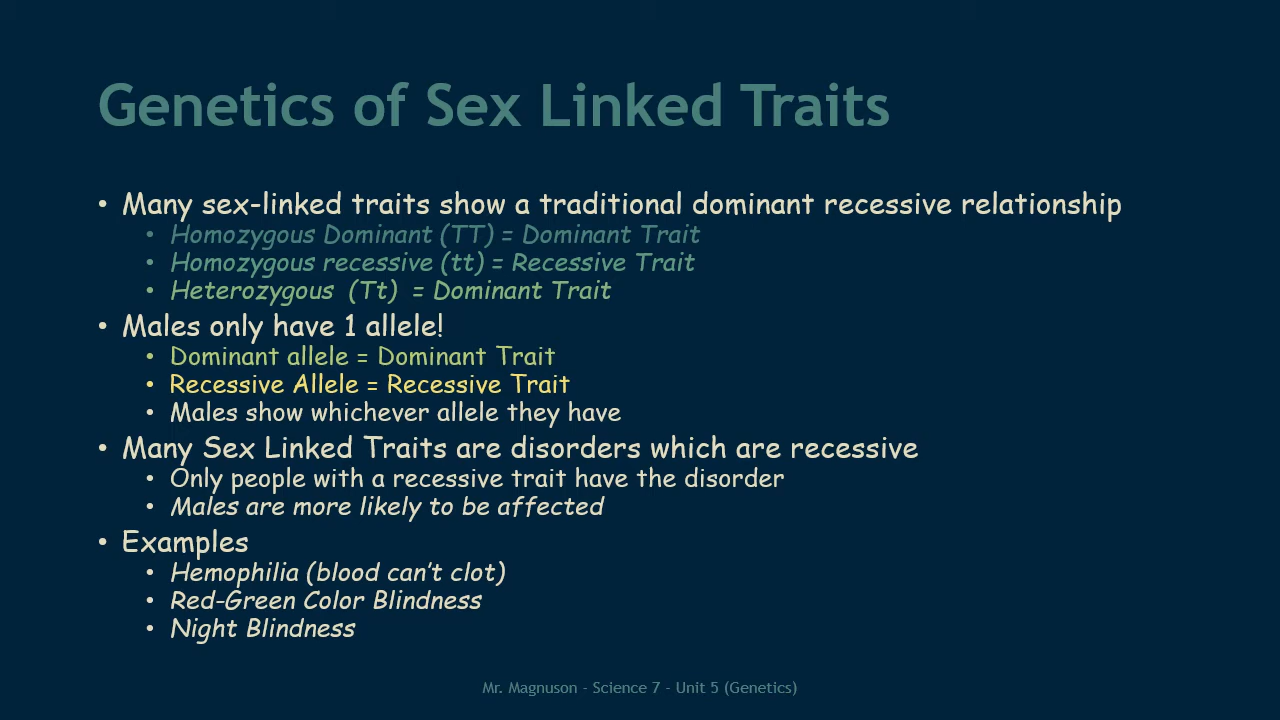 Genetics of Sex Linked Traits
• Many sex-linked traits show a traditional dominant recessive relationship
• Homozygous Dominant (TT) = Dominant Trait
• Homozygous recessive (tt) = Recessive Trait
• Heterozygous (Tt) = Dominant Trait
• Males only have 1 allele!
• Dominant allele = Dominant Trait
• Recessive Allele = Recessive Trait
• Males show whichever allele they have
• Many Sex Linked Traits are disorders which are recessive
• Only people with a recessive trait have the disorder
• Males are more likely to be affected
• Examples
• Hemophilia (blood can’t clot)
• Red-Green Color Blindness
• Night Blindness
Mr. Magnuson - Science 7 - Unit 5 (Genetics)